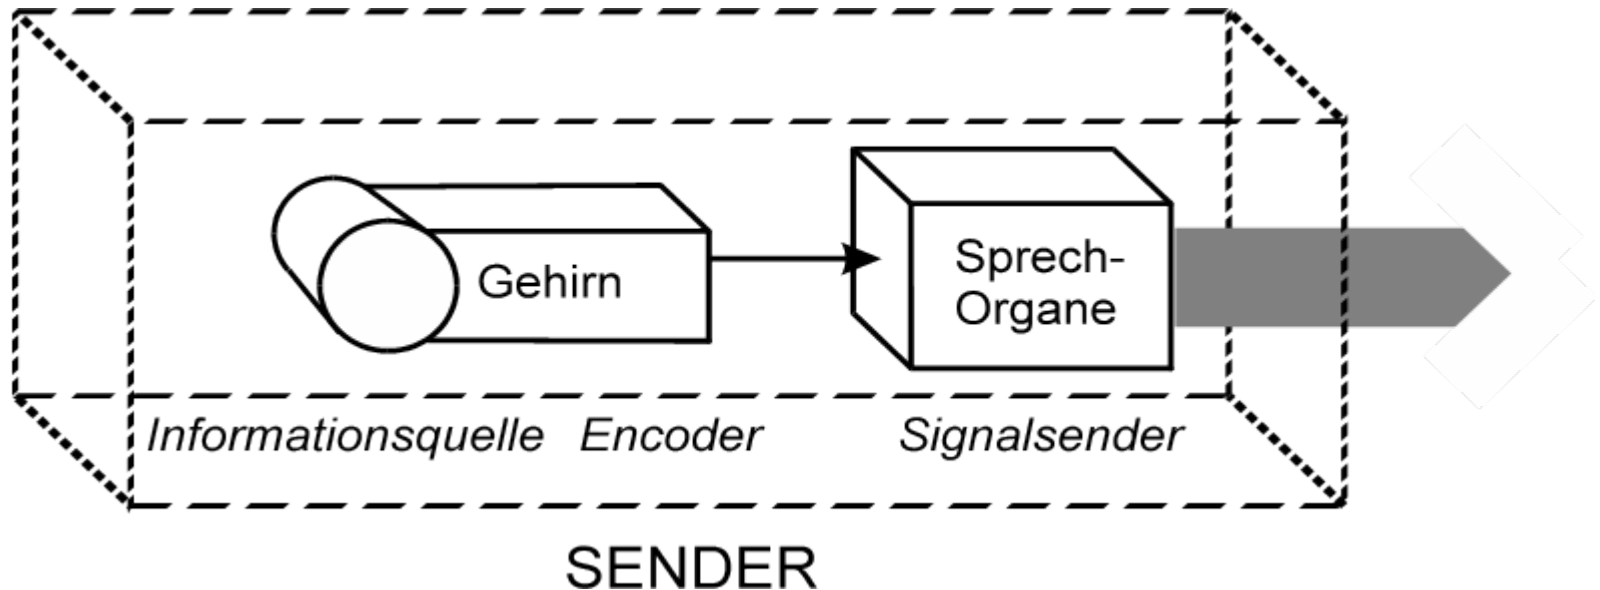 Gehirn
Sprech-
Organe
Informationsquelle Encoder Signalsender
SENDER